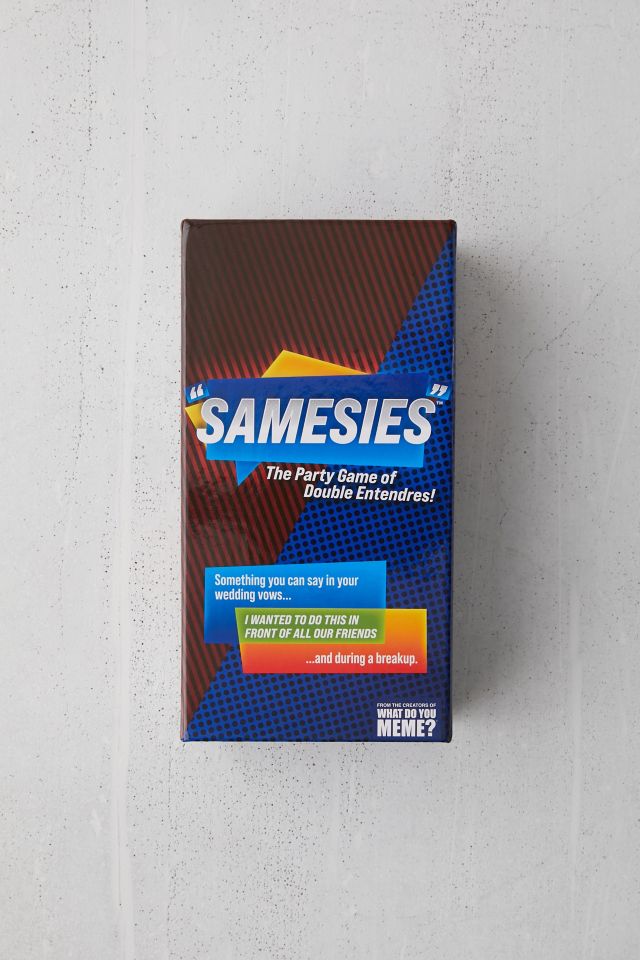 "SAMESIES"™
The Party Game of
Double Entendres!
Something you can say in your
wedding vows...
I WANTED TO DO THIS IN
FRONT OF ALL OUR FRIENDS
...and during a breakup.
FROM THE CREATORS OF
WHAT DO YOU
MEME?